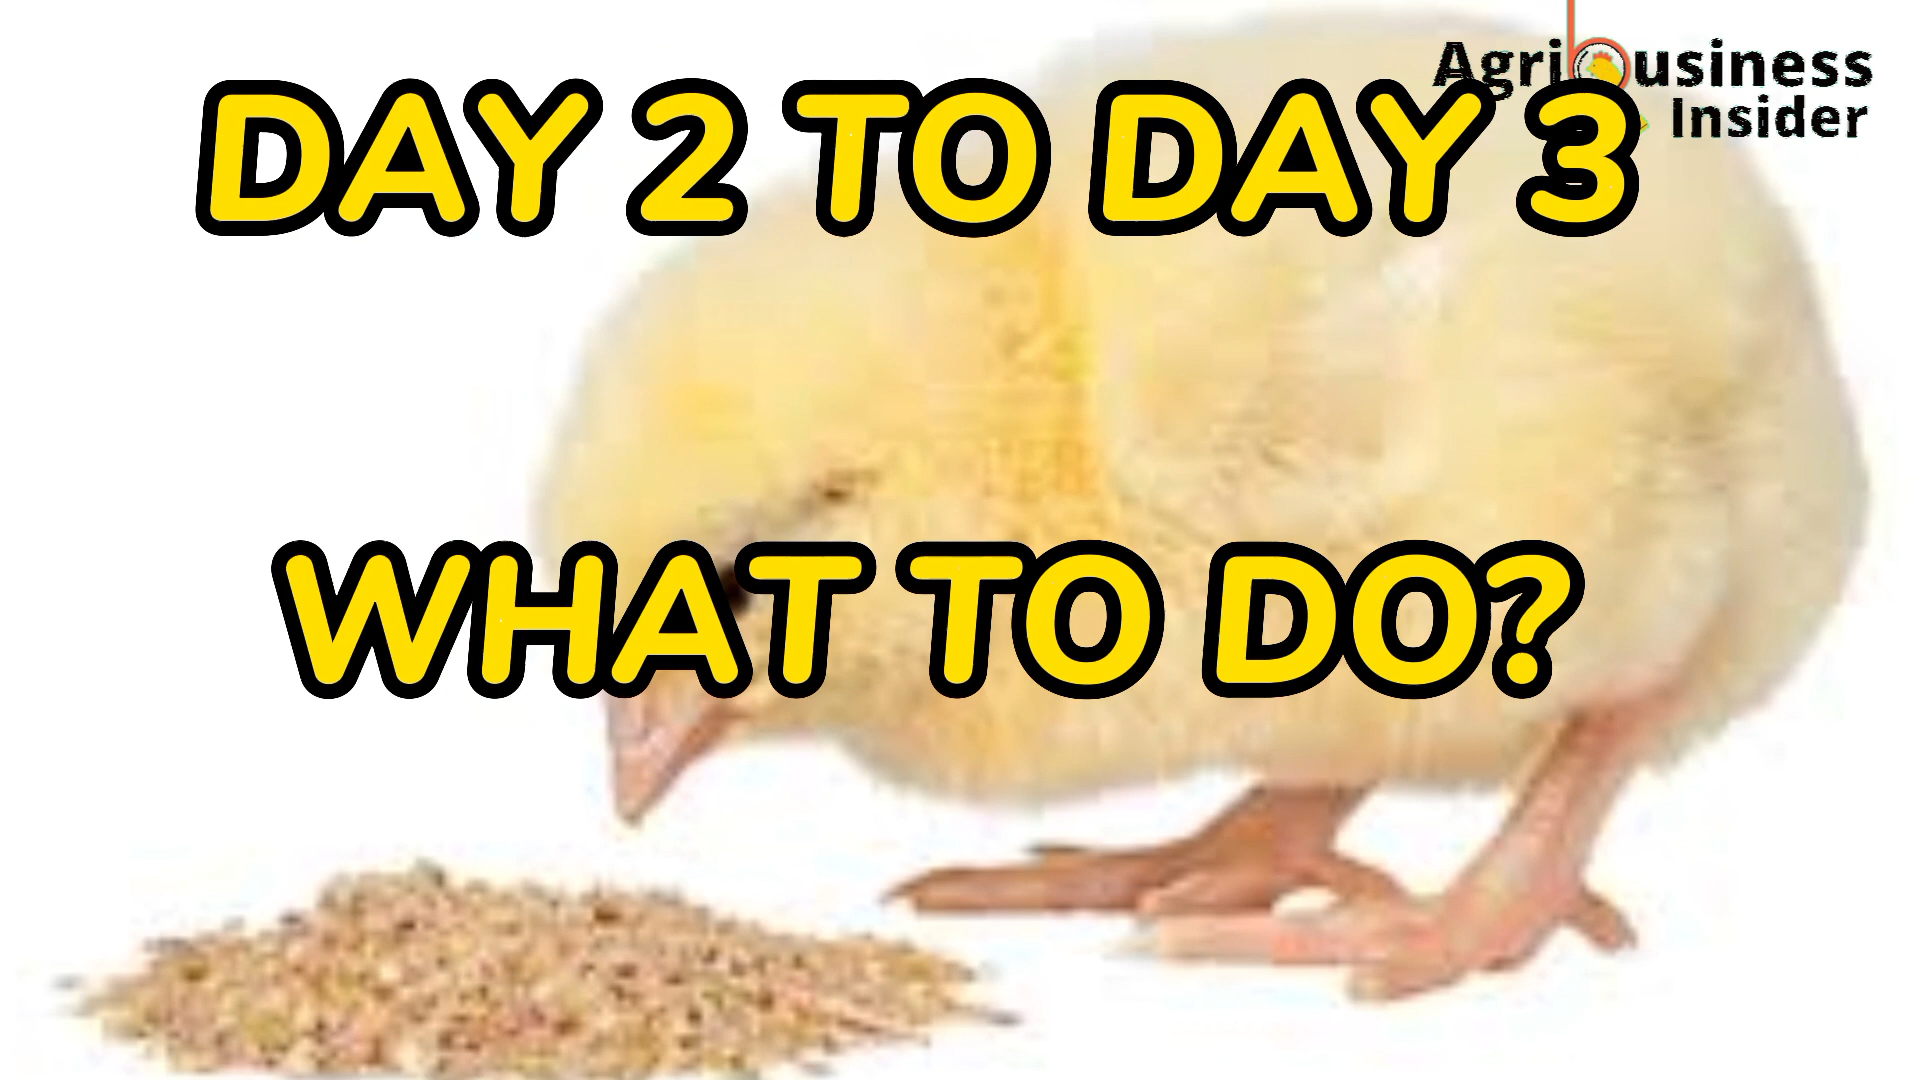 Agribusiness
Insider
DAY 2 TO DAY 3
WHAT TO DO?